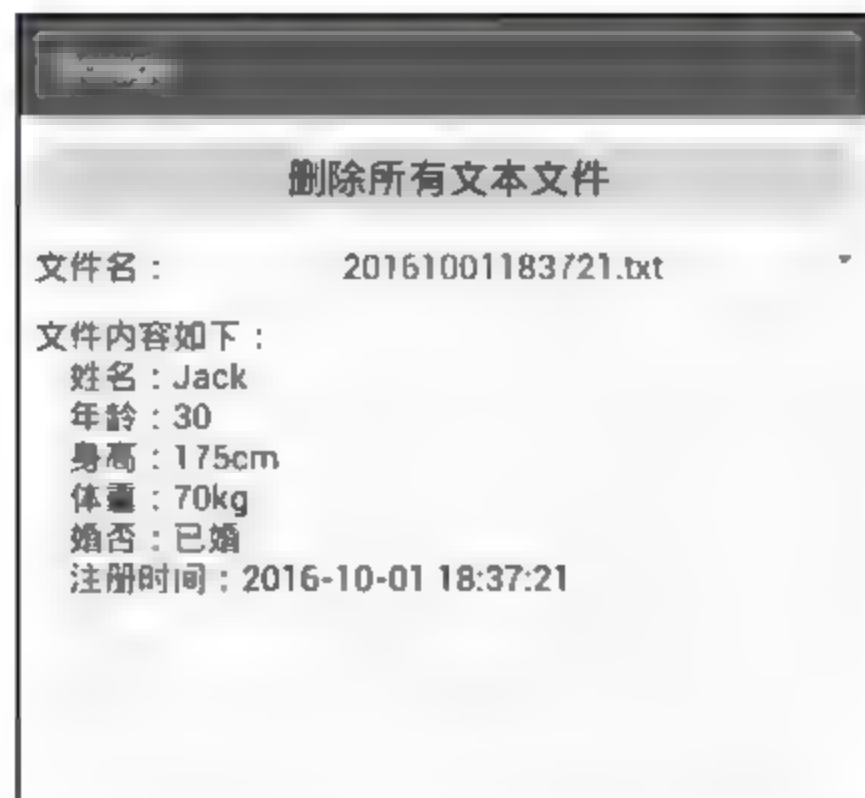 删除所有文本文件
文件名： 20161001183721.txt
文件内容如下：
姓名：Jack
年龄：30
身高：175cm
体重：70kg
婚否：已婚
注册时间：2016-10-01 18:37:21